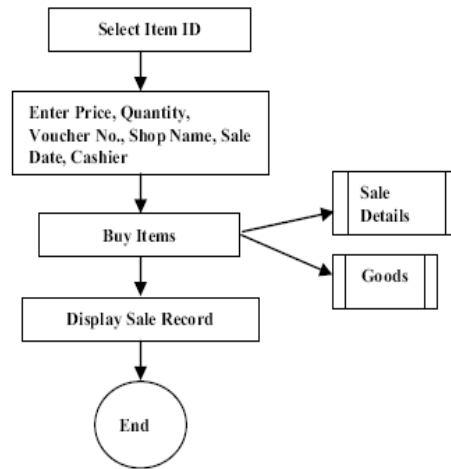 Select Item ID
Enter Price, Quantity,
Voucher No., Shop Name, Sale
Date, Cashier
Buy Items
Sale
Details
Goods
Display Sale Record
End